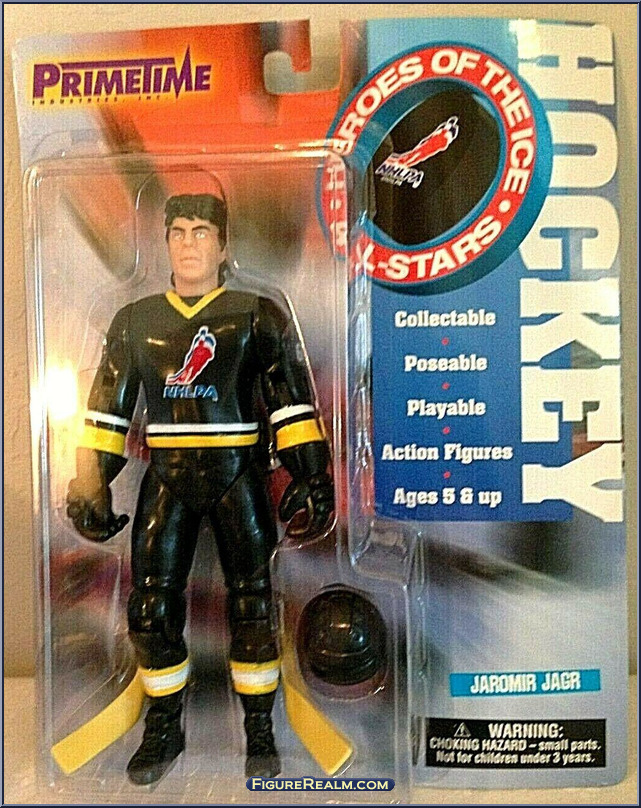 PRIMETIME
INDUSTRIES, INC.
HEROES OF THE ICE • ALL-STARS •
NHLPA
HOCKEY
Collectable
•
Poseable
•
Playable
•
Action Figures
•
Ages 5 & up
NHLPA
JAROMIR JAGR
WARNING:
CHOKING HAZARD – small parts.
Not for children under 3 years.
FIGUREREALM.COM